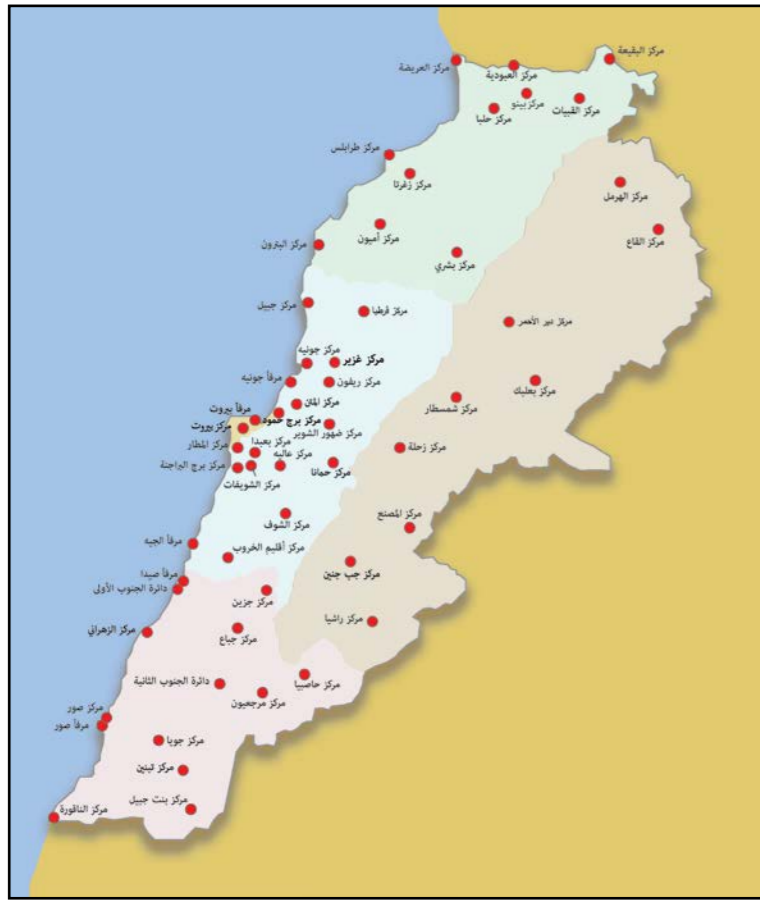 مركز البقيعة
مركز العريضة
مركز العبودية
مركز بينو
مركز القبيات
مركز حلبا
مركز طرابلس
مركز زغرتا
مركز الهرمل
مركز أميون
مركز القاع
مركز البترون
مركز بشري
مركز جبيل
مركز قرطبا
مركز دير الأحمر
مركز جونيه
مركز غزير
مرفأ جونيه
مركز ريفون
مركز بعلبك
مركز شمسطار
مركز المتن
مرفأ بيروت
مركز برج حمود
مركز بيروت
مركز ضهور الشوير
مركز بعبدا
مركز المطار
مركز زحلة
مركز عاليه
مركز برج البراجنة
مركز حمانا
مركز الشويفات
مركز المصنع
مركز الشوف
مرفأ الجيه
مركز أقليم الخروب
مركز جب جنين
مرفأ صيدا
دائرة الجنوب الأولى
مركز جزين
مركز راشيا
مركز الزهراني
مركز جباع
دائرة الجنوب الثانية
مركز حاصبيا
مركز مرجعيون
مركز صور
مرفأ صور
مركز جويا
مركز تبنين
مركز بنت جبيل
مركز الناقورة